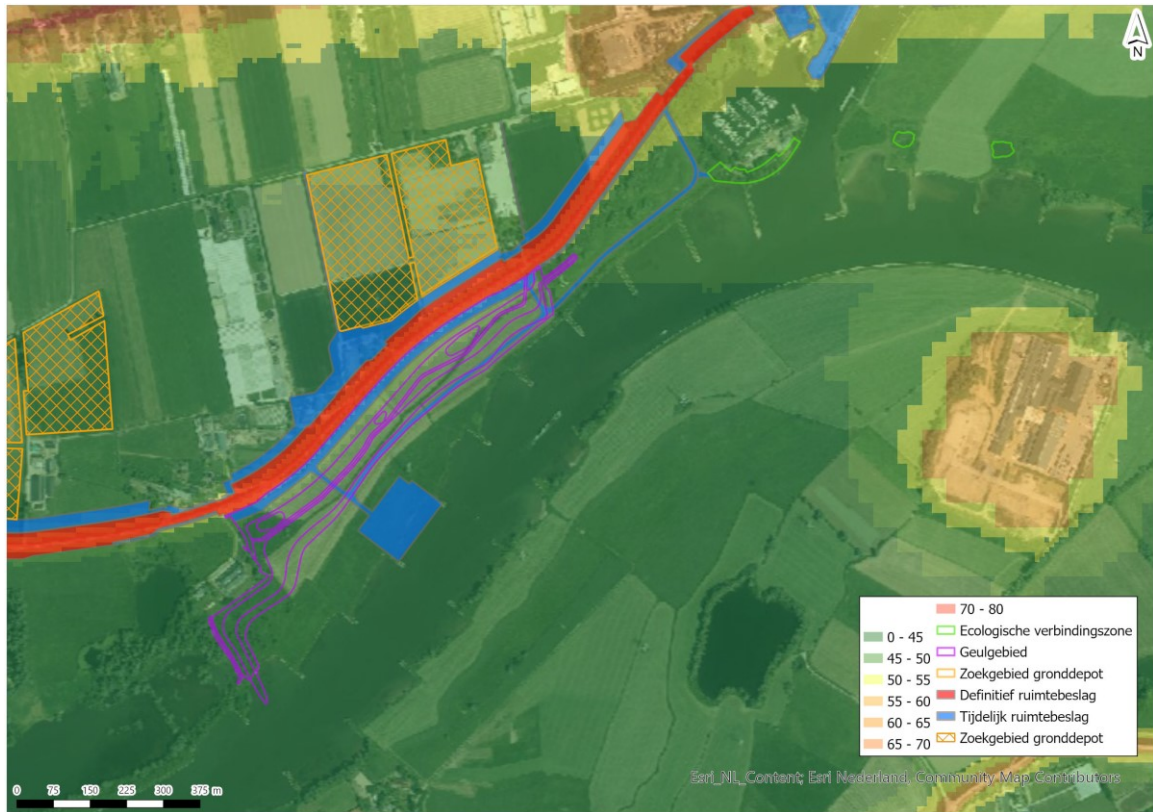 N
70 - 80
0 - 45
Ecologische verbindingszone
45 - 50
Geulgebied
50 - 55
Zoekgebied gronddepot
55 - 60
Definitief ruimtebeslag
60 - 65
Tijdelijk ruimtebeslag
65 - 70
Zoekgebied gronddepot
Esri_NL_Content; Esri Nederland, Community Map Contributors
0 75 150 225 300 375 m